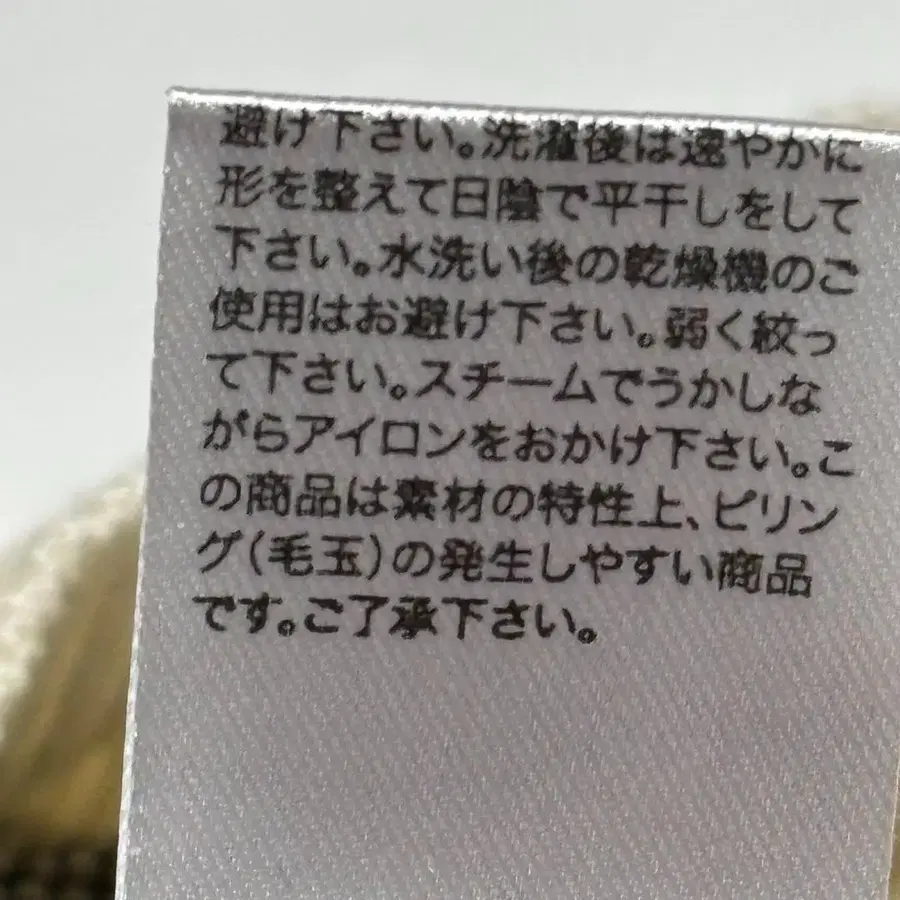 避け下さい。洗濯後は速やかに
形を整えて日陰で平干しをして
下さい。水洗い後の乾燥機のご
使用はお避け下さい。弱く絞っ
て下さい。スチームでうかしな
がらアイロンをおかけ下さい。こ
の商品は素材の特性上、ピリン
グ(毛玉)の発生しやすい商品
です。ご了承下さい。